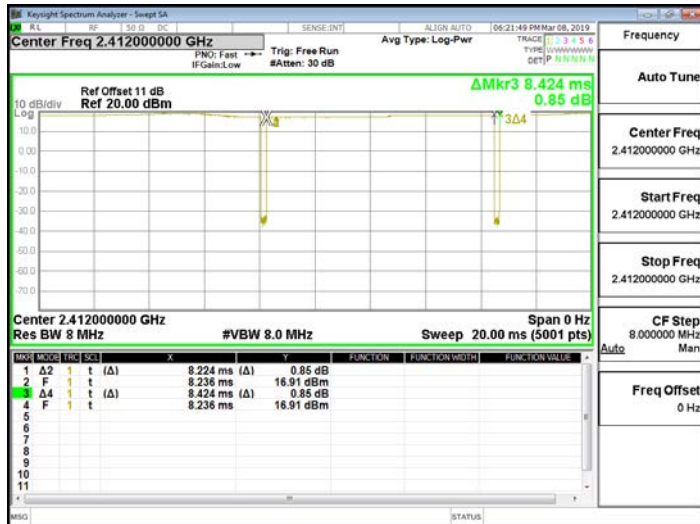 Keysight Spectrum Analyzer - Swept SA
RL RF 50 Ω DC SENSE:INT ALIGN AUTO 06:21:49 PM Mar 08, 2019
Center Freq 2.412000000 GHz
PNO: Fast
IFGain:Low
Trig: Free Run
#Atten: 30 dB
Avg Type: Log-Pwr
TRACE 1 2 3 4 5 6
TYPE WWWWWW
DET P N N N N N
Ref Offset 11 dB
10 dB/div Ref 20.00 dBm
ΔMkr3 8.424 ms
0.85 dB
Log
10.0
0.00
-10.0
-20.0
-30.0
-40.0
-50.0
-60.0
-70.0
3Δ4
Center 2.412000000 GHz Span 0 Hz
Res BW 8 MHz #VBW 8.0 MHz Sweep 20.00 ms (5001 pts)
MKR MODE TRC SCL X Y FUNCTION FUNCTION WIDTH FUNCTION VALUE
1 Δ2 1 t (Δ) 8.224 ms (Δ) 0.85 dB
2 F 1 t 8.236 ms 16.91 dBm
3 Δ4 1 t (Δ) 8.424 ms (Δ) 0.85 dB
4 F 1 t 8.236 ms 16.91 dBm
5
6
7
8
9
10
11
MSG STATUS
Frequency
Auto Tune
Center Freq
2.412000000 GHz
Start Freq
2.412000000 GHz
Stop Freq
2.412000000 GHz
CF Step
8.000000 MHz
Auto Man
Freq Offset
0 Hz